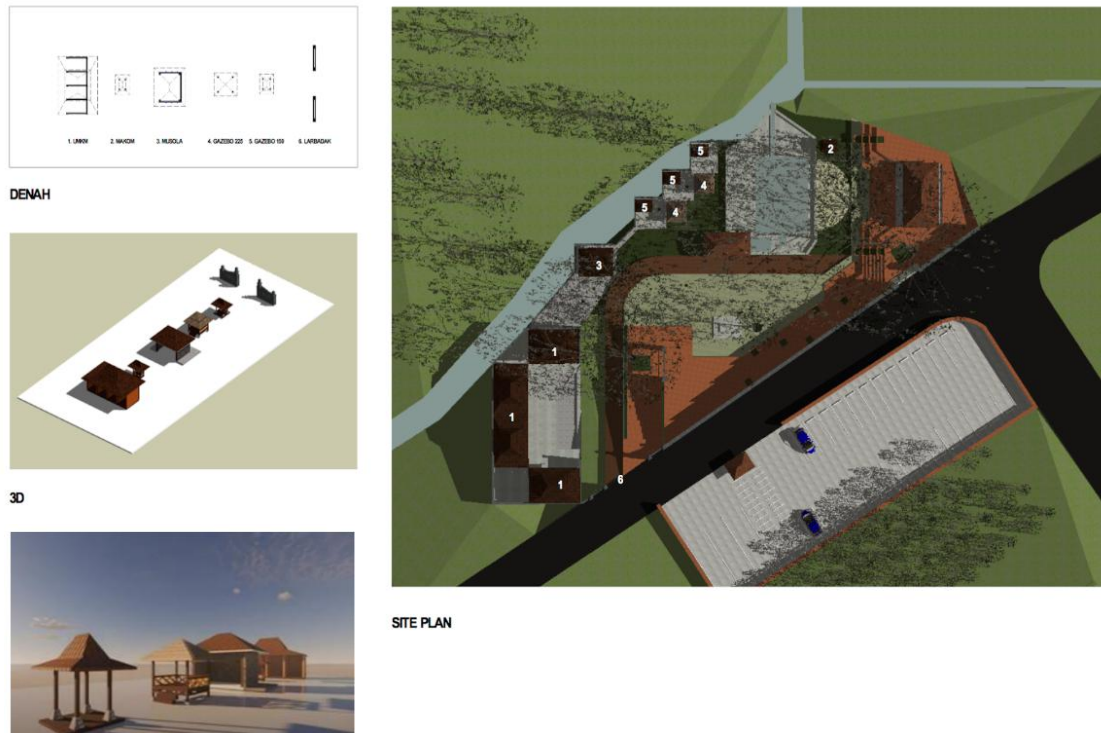 1. UMKM
2. MAKOM
3. MUSOLA
4. GAZEBO 225
5. GAZEBO 150
6. LARBADAK
DENAH
3D
5
2
5
4
5
4
3
1
1
1
6
SITE PLAN